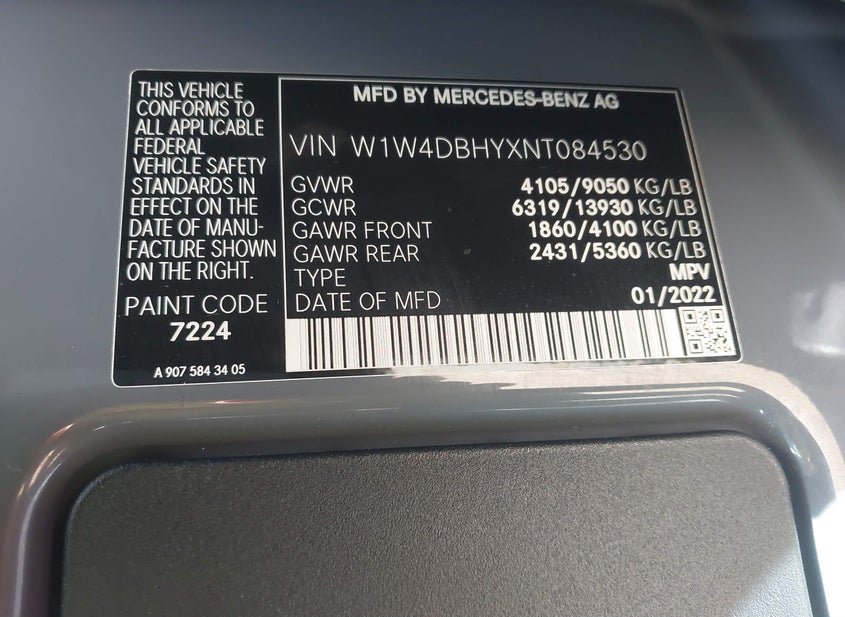 THIS VEHICLE
CONFORMS TO
ALL APPLICABLE
FEDERAL
VEHICLE SAFETY
STANDARDS IN
EFFECT ON THE
DATE OF MANU-
FACTURE SHOWN
ON THE RIGHT.
PAINT CODE
7224
A 907 584 34 05
MFD BY MERCEDES-BENZ AG
VIN W1W4DBHYXNT084530
GVWR 4105/9050 KG/LB
GCWR 6319/13930 KG/LB
GAWR FRONT 1860/4100 KG/LB
GAWR REAR 2431/5360 KG/LB
TYPE MPV
DATE OF MFD 01/2022